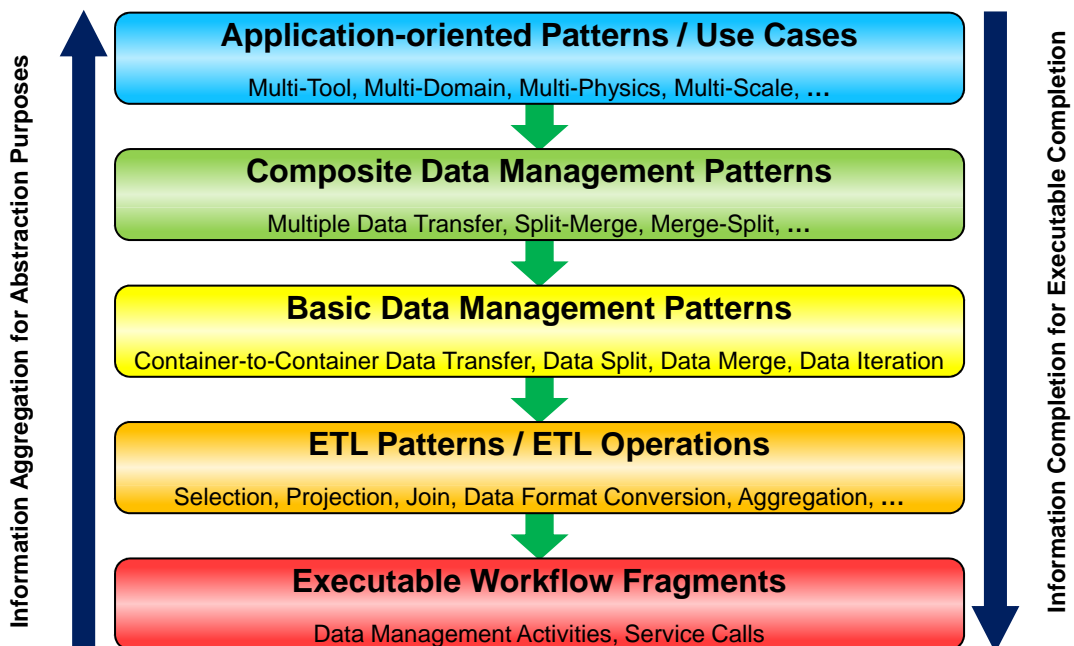 Information Aggregation for Abstraction Purposes
Application-oriented Patterns / Use Cases
Multi-Tool, Multi-Domain, Multi-Physics, Multi-Scale, …
Composite Data Management Patterns
Multiple Data Transfer, Split-Merge, Merge-Split, …
Basic Data Management Patterns
Container-to-Container Data Transfer, Data Split, Data Merge, Data Iteration
ETL Patterns / ETL Operations
Selection, Projection, Join, Data Format Conversion, Aggregation, …
Executable Workflow Fragments
Data Management Activities, Service Calls
Information Completion for Executable Completion